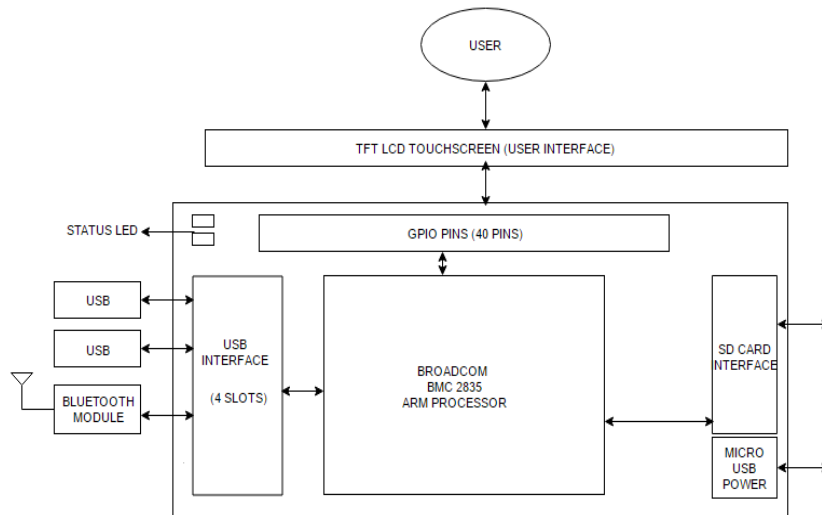 USER
TFT LCD TOUCHSCREEN (USER INTERFACE)
STATUS LED
GPIO PINS (40 PINS)
USB
USB
BLUETOOTH
MODULE
USB
INTERFACE
(4 SLOTS)
BROADCOM
BMC 2835
ARM PROCESSOR
SD CARD
INTERFACE
MICRO
USB
POWER